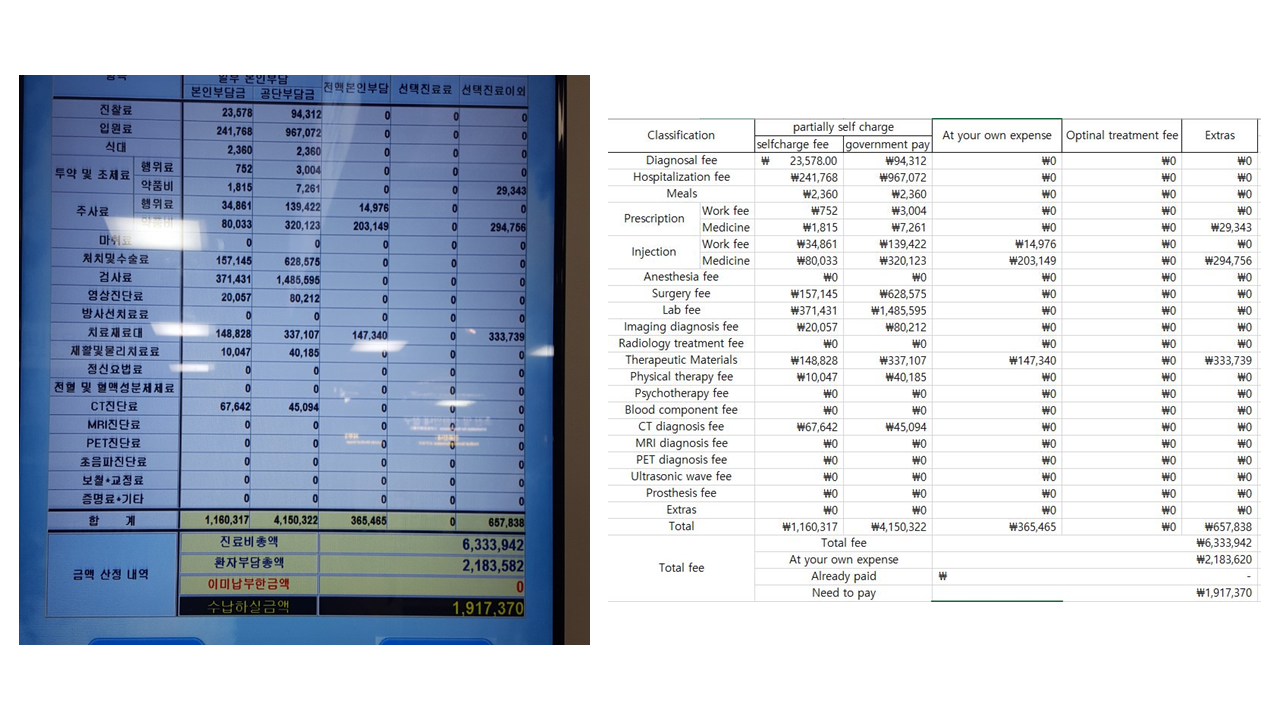 일부 본인부담
본인부담금 공단부담금 전액본인부담 선택진료료 선택진료이외
진찰료 23,578 94,312 0 0 0
입원료 241,768 967,072 0 0 0
식대 2,360 2,360 0 0 0
투약 및 조제료 행위료 752 3,004 0 0 0
약품비 1,815 7,261 0 0 29,343
주사료 행위료 34,861 139,422 14,976 0 0
약품비 80,033 320,123 203,149 0 294,756
마취료 0 0 0 0 0
처치및수술료 157,145 628,575 0 0 0
검사료 371,431 1,485,595 0 0 0
영상진단료 20,057 80,212 0 0 0
방사선치료료 0 0 0 0 0
치료재료대 148,828 337,107 147,340 0 333,739
재활및물리치료료 10,047 40,185 0 0 0
정신요법료 0 0 0 0 0
전혈 및 혈액성분제제료 0 0 0 0 0
CT진단료 67,642 45,094 0 0 0
MRI진단료 0 0 0 0 0
PET진단료 0 0 0 0 0
초음파진단료 0 0 0 0 0
보철+교정료 0 0 0 0 0
증명료+기타 0 0 0 0 0
합 계 1,160,317 4,150,322 365,465 0 657,838
금액 산정 내역
진료비총액 6,333,942
환자부담총액 2,183,582
이미납부한금액 0
수납하실금액 1,917,370
Classification partially self charge At your own expense Optinal treatment fee Extras
selfcharge fee government pay
Diagnosal fee ₩ 23,578.00 ₩94,312 ₩0 ₩0 ₩0
Hospitalization fee ₩241,768 ₩967,072 ₩0 ₩0 ₩0
Meals ₩2,360 ₩2,360 ₩0 ₩0 ₩0
Prescription Work fee ₩752 ₩3,004 ₩0 ₩0 ₩0
Medicine ₩1,815 ₩7,261 ₩0 ₩0 ₩29,343
Injection Work fee ₩34,861 ₩139,422 ₩14,976 ₩0 ₩0
Medicine ₩80,033 ₩320,123 ₩203,149 ₩0 ₩294,756
Anesthesia fee ₩0 ₩0 ₩0 ₩0 ₩0
Surgery fee ₩157,145 ₩628,575 ₩0 ₩0 ₩0
Lab fee ₩371,431 ₩1,485,595 ₩0 ₩0 ₩0
Imaging diagnosis fee ₩20,057 ₩80,212 ₩0 ₩0 ₩0
Radiology treatment fee ₩0 ₩0 ₩0 ₩0 ₩0
Therapeutic Materials ₩148,828 ₩337,107 ₩147,340 ₩0 ₩333,739
Physical therapy fee ₩10,047 ₩40,185 ₩0 ₩0 ₩0
Psychotherapy fee ₩0 ₩0 ₩0 ₩0 ₩0
Blood component fee ₩0 ₩0 ₩0 ₩0 ₩0
CT diagnosis fee ₩67,642 ₩45,094 ₩0 ₩0 ₩0
MRI diagnosis fee ₩0 ₩0 ₩0 ₩0 ₩0
PET diagnosis fee ₩0 ₩0 ₩0 ₩0 ₩0
Ultrasonic wave fee ₩0 ₩0 ₩0 ₩0 ₩0
Prosthesis fee ₩0 ₩0 ₩0 ₩0 ₩0
Extras ₩0 ₩0 ₩0 ₩0 ₩0
Total ₩1,160,317 ₩4,150,322 ₩365,465 ₩0 ₩657,838
Total fee
Total fee ₩6,333,942
At your own expense ₩2,183,620
Already paid ₩ -
Need to pay ₩1,917,370